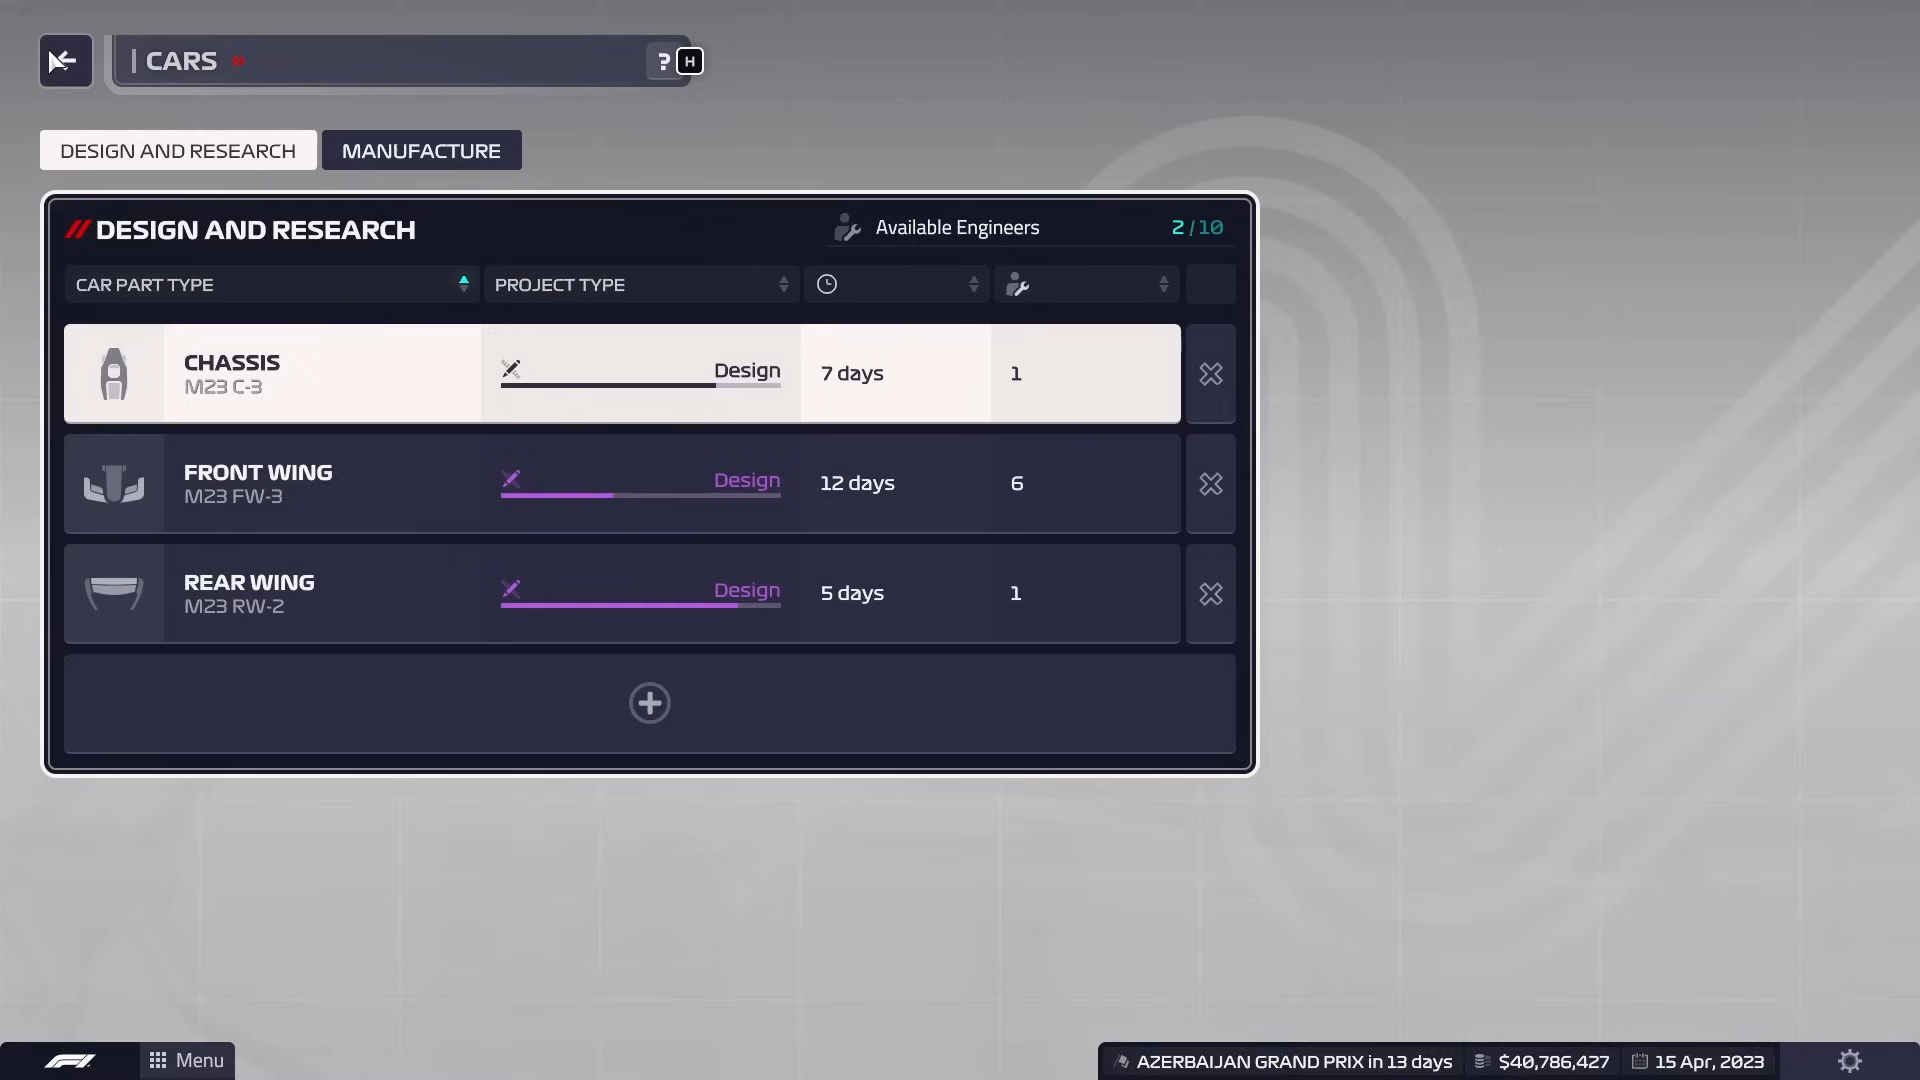 CARS
? H
DESIGN AND RESEARCH
MANUFACTURE
DESIGN AND RESEARCH
Available Engineers
2/10
CAR PART TYPE
PROJECT TYPE
CHASSIS
M23 C-3
Design
7 days
1
FRONT WING
M23 FW-3
Design
12 days
6
REAR WING
M23 RW-2
Design
5 days
1
Menu
AZERBAIJAN GRAND PRIX in 13 days
$40,786,427
15 Apr, 2023